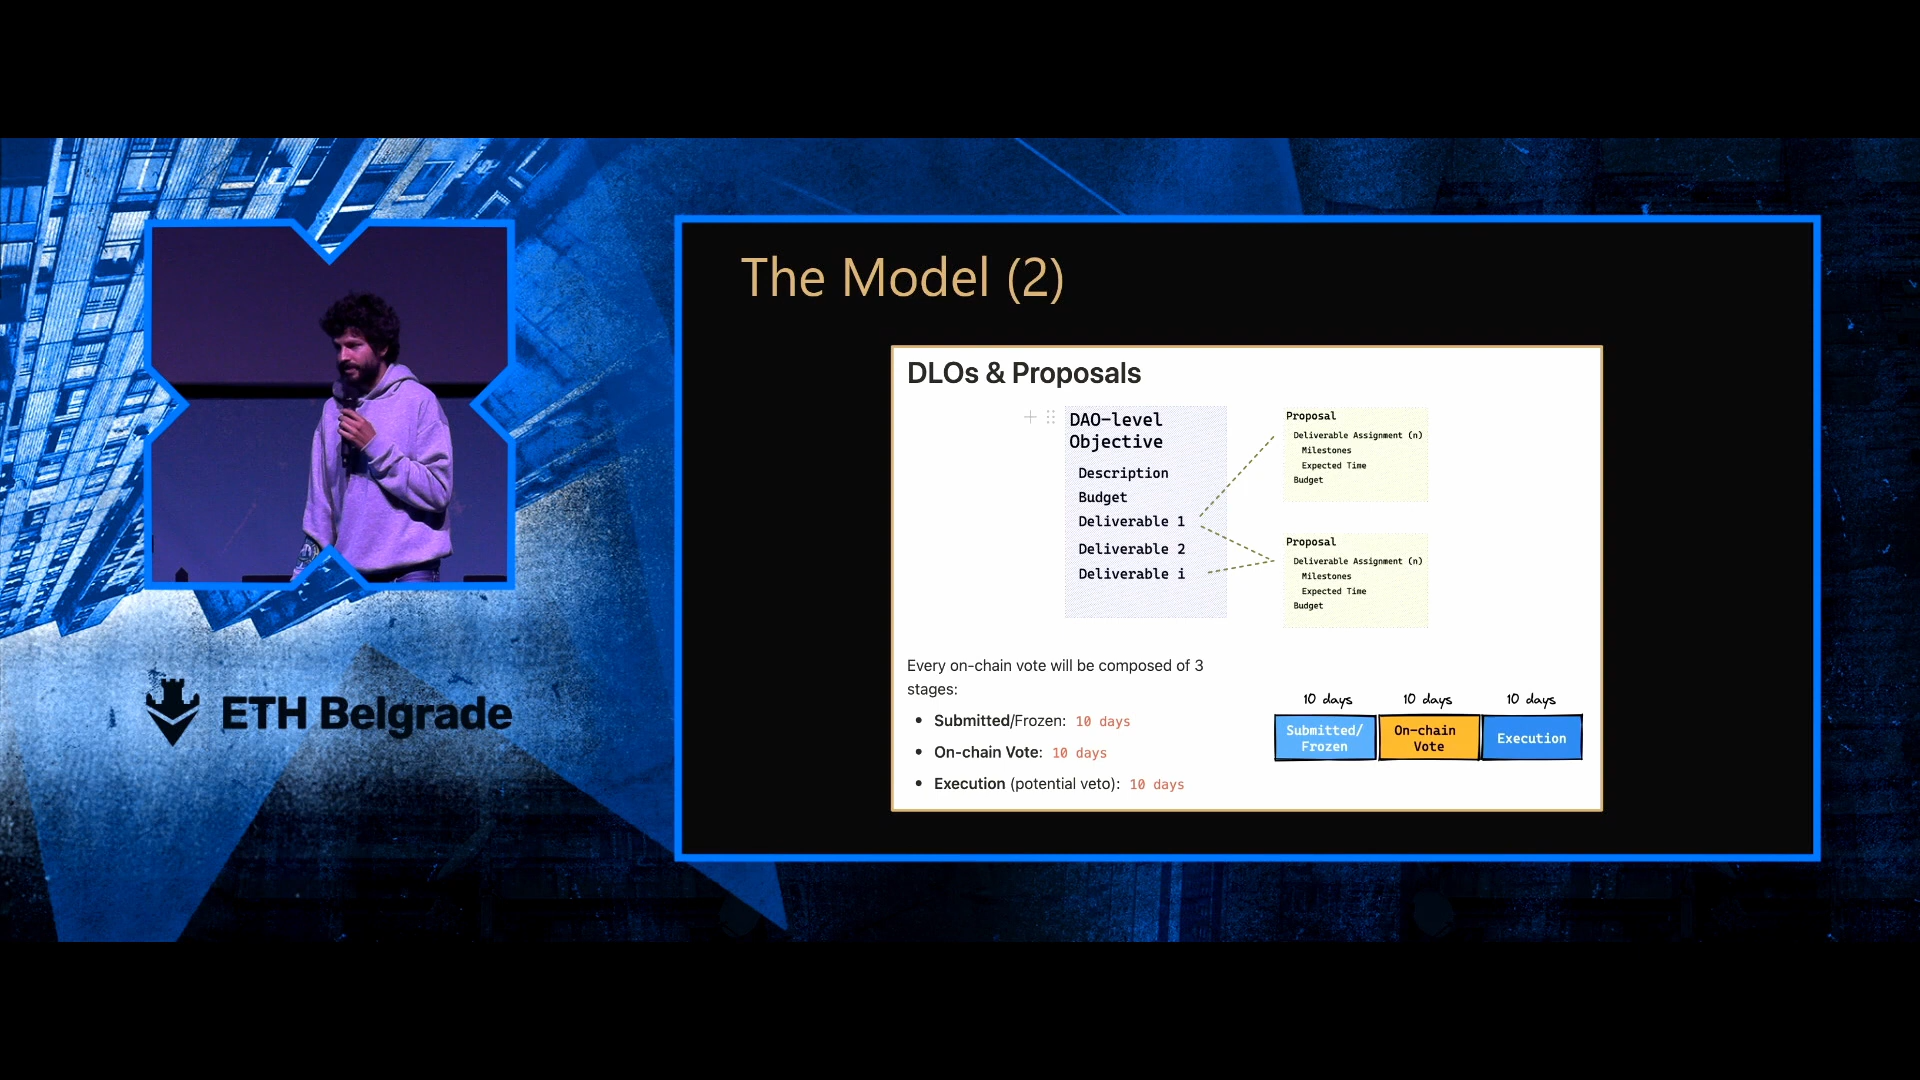 The Model (2)
DLOs & Proposals
DAO-level
Objective
Description
Budget
Deliverable 1
Deliverable 2
Deliverable i
Proposal
Deliverable Assignment (n)
Milestones
Expected Time
Budget
Proposal
Deliverable Assignment (n)
Milestones
Expected Time
Budget
Every on-chain vote will be composed of 3
stages:
Submitted/Frozen: 10 days
On-chain Vote: 10 days
Execution (potential veto): 10 days
10 days 10 days 10 days
Submitted/
Frozen
On-chain
Vote
Execution
ETH Belgrade